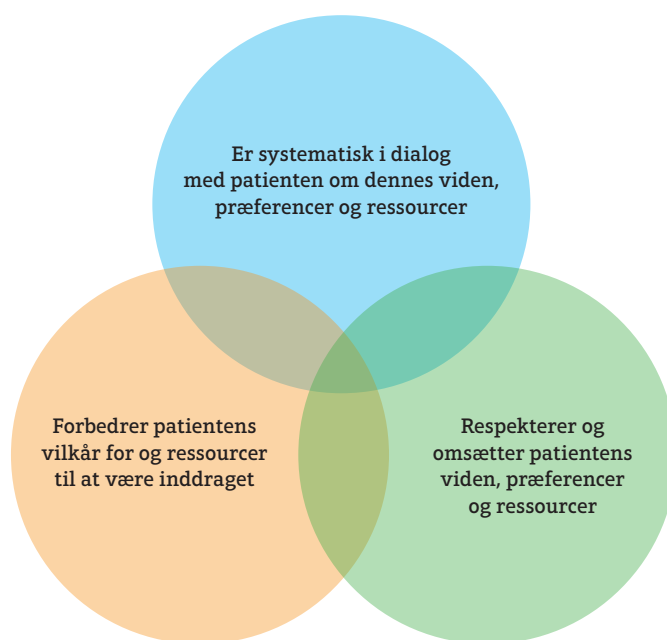 Er systematisk i dialog
med patienten om dennes viden,
præferencer og ressourcer
Forbedrer patientens
vilkår for og ressourcer
til at være inddraget
Respekterer og
omsætter patientens
viden, præferencer
og ressourcer